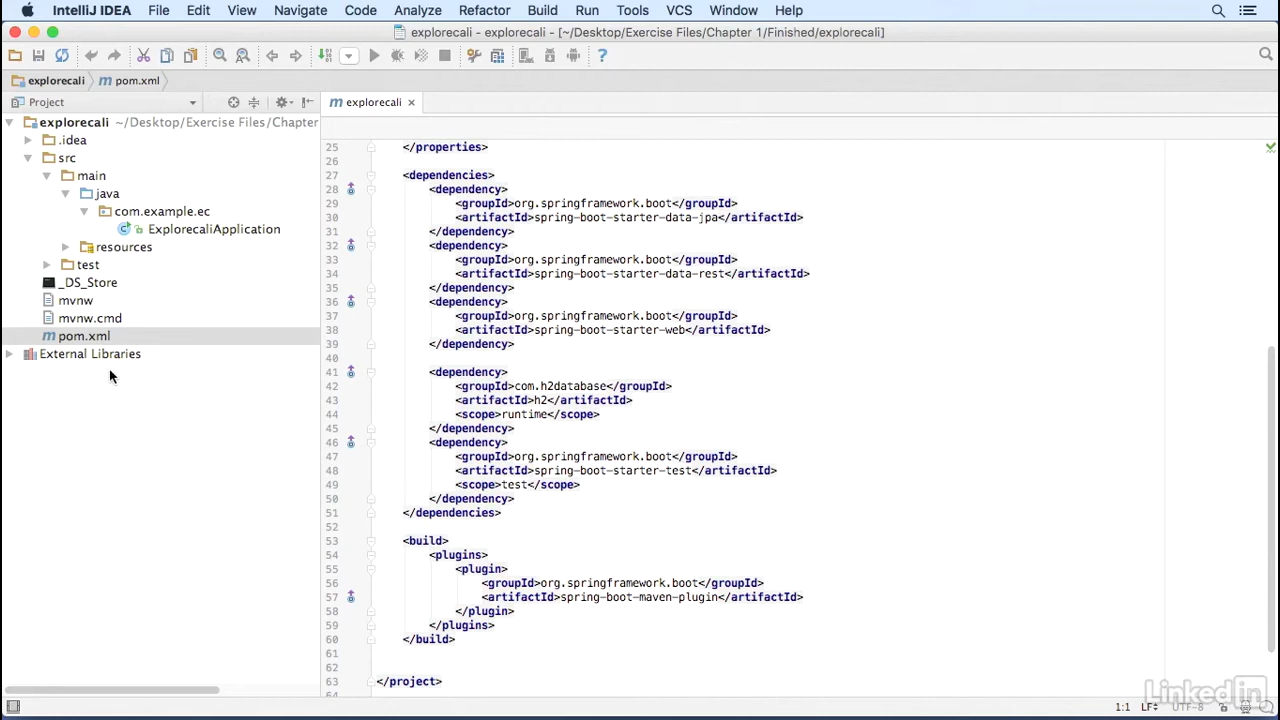 IntelliJ IDEA File Edit View Navigate Code Analyze Refactor Build Run Tools VCS Window Help
explorecali - explorecali - [~/Desktop/Exercise Files/Chapter 1/Finished/explorecali]
explorecali pom.xml
Project
explorecali
explorecali ~/Desktop/Exercise Files/Chapter
.idea
src
main
java
com.example.ec
ExplorecaliApplication
resources
test
_DS_Store
mvnw
mvnw.cmd
pom.xml
External Libraries
25 </properties>
26
27 <dependencies>
28 <dependency>
29 <groupId>org.springframework.boot</groupId>
30 <artifactId>spring-boot-starter-data-jpa</artifactId>
31 </dependency>
32 <dependency>
33 <groupId>org.springframework.boot</groupId>
34 <artifactId>spring-boot-starter-data-rest</artifactId>
35 </dependency>
36 <dependency>
37 <groupId>org.springframework.boot</groupId>
38 <artifactId>spring-boot-starter-web</artifactId>
39 </dependency>
40
41 <dependency>
42 <groupId>com.h2database</groupId>
43 <artifactId>h2</artifactId>
44 <scope>runtime</scope>
45 </dependency>
46 <dependency>
47 <groupId>org.springframework.boot</groupId>
48 <artifactId>spring-boot-starter-test</artifactId>
49 <scope>test</scope>
50 </dependency>
51 </dependencies>
52
53 <build>
54 <plugins>
55 <plugin>
56 <groupId>org.springframework.boot</groupId>
57 <artifactId>spring-boot-maven-plugin</artifactId>
58 </plugin>
59 </plugins>
60 </build>
61
62
63 </project>
64
LinkedIn
1:1 LF UTF-8